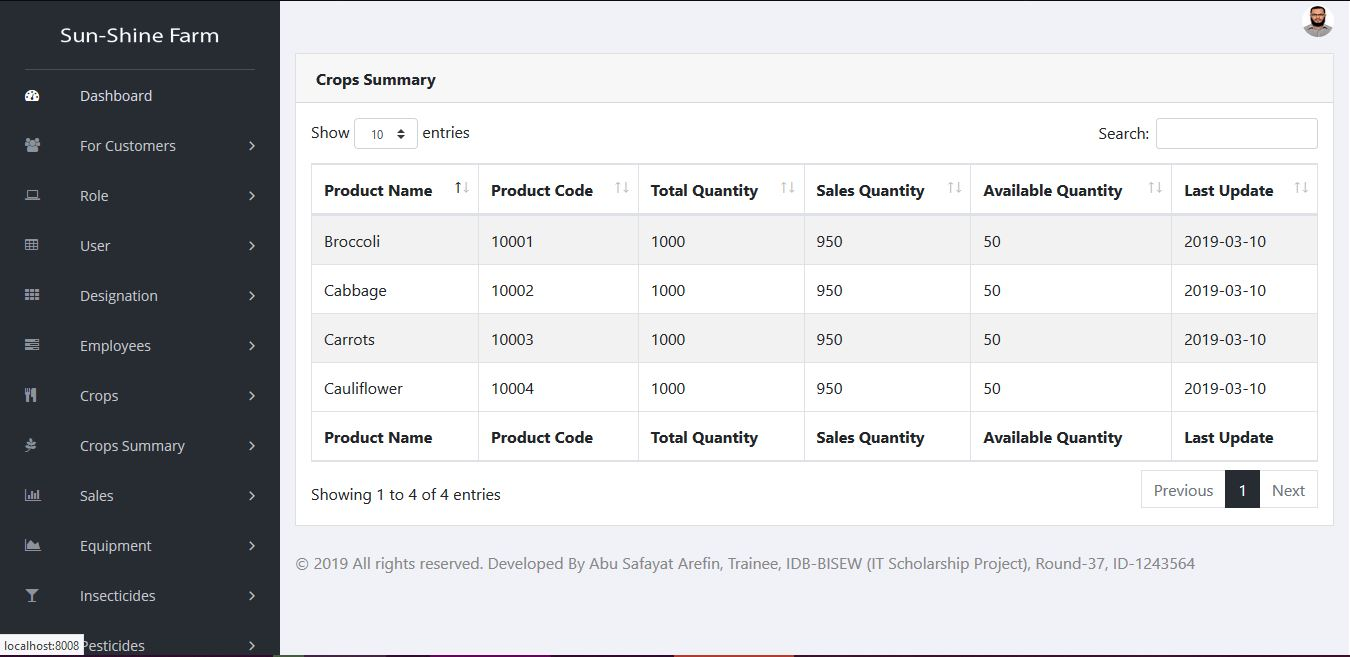 Sun-Shine Farm
Dashboard
For Customers
Role
User
Designation
Employees
Crops
Crops Summary
Sales
Equipment
Insecticides
Pesticides
localhost:8008
Crops Summary
Show 10 entries Search:
Product Name Product Code Total Quantity Sales Quantity Available Quantity Last Update
Broccoli 10001 1000 950 50 2019-03-10
Cabbage 10002 1000 950 50 2019-03-10
Carrots 10003 1000 950 50 2019-03-10
Cauliflower 10004 1000 950 50 2019-03-10
Product Name Product Code Total Quantity Sales Quantity Available Quantity Last Update
Showing 1 to 4 of 4 entries Previous 1 Next
© 2019 All rights reserved. Developed By Abu Safayat Arefin, Trainee, IDB-BISEW (IT Scholarship Project), Round-37, ID-1243564